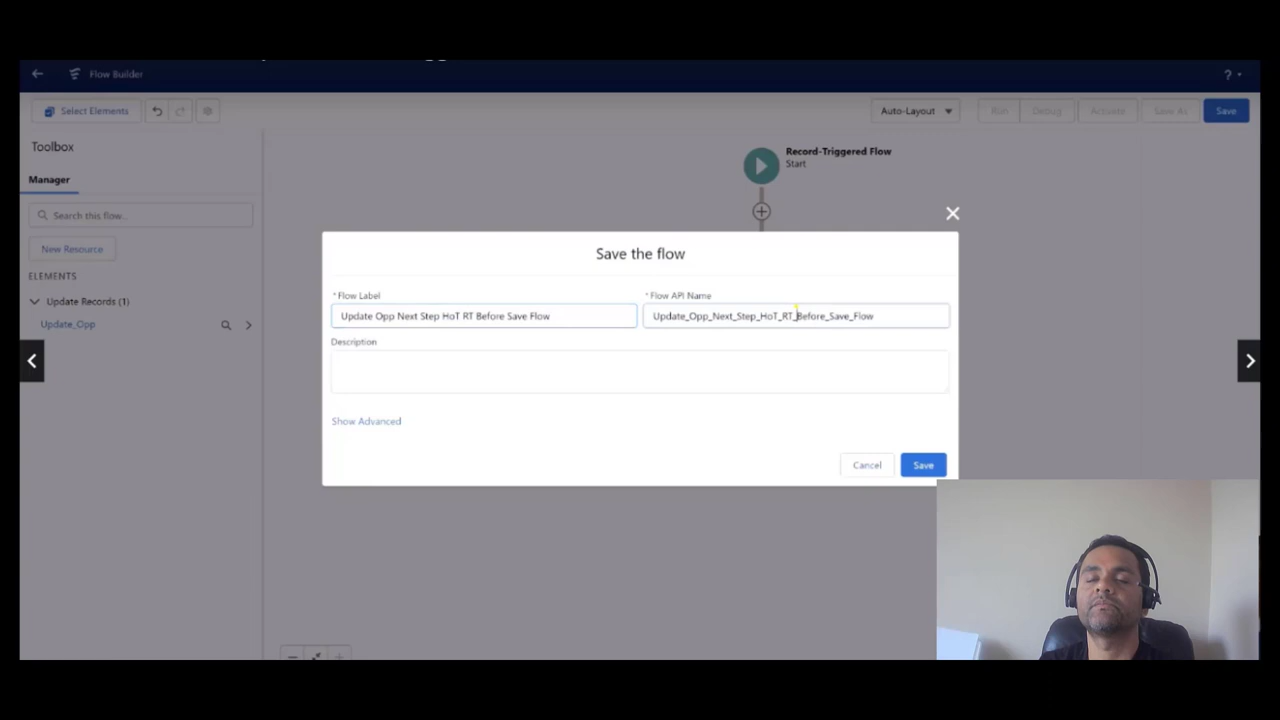 Flow Builder
?
Select Elements
Auto-Layout
Run
Debug
Activate
Save As
Save
Toolbox
Record-Triggered Flow
Start
Manager
Search this flow...
New Resource
ELEMENTS
Update Records (1)
Update_Opp
Save the flow
* Flow Label
* Flow API Name
Update Opp Next Step HoT RT Before Save Flow
Update_Opp_Next_Step_HoT_RT_Before_Save_Flow
Description
Show Advanced
Cancel
Save